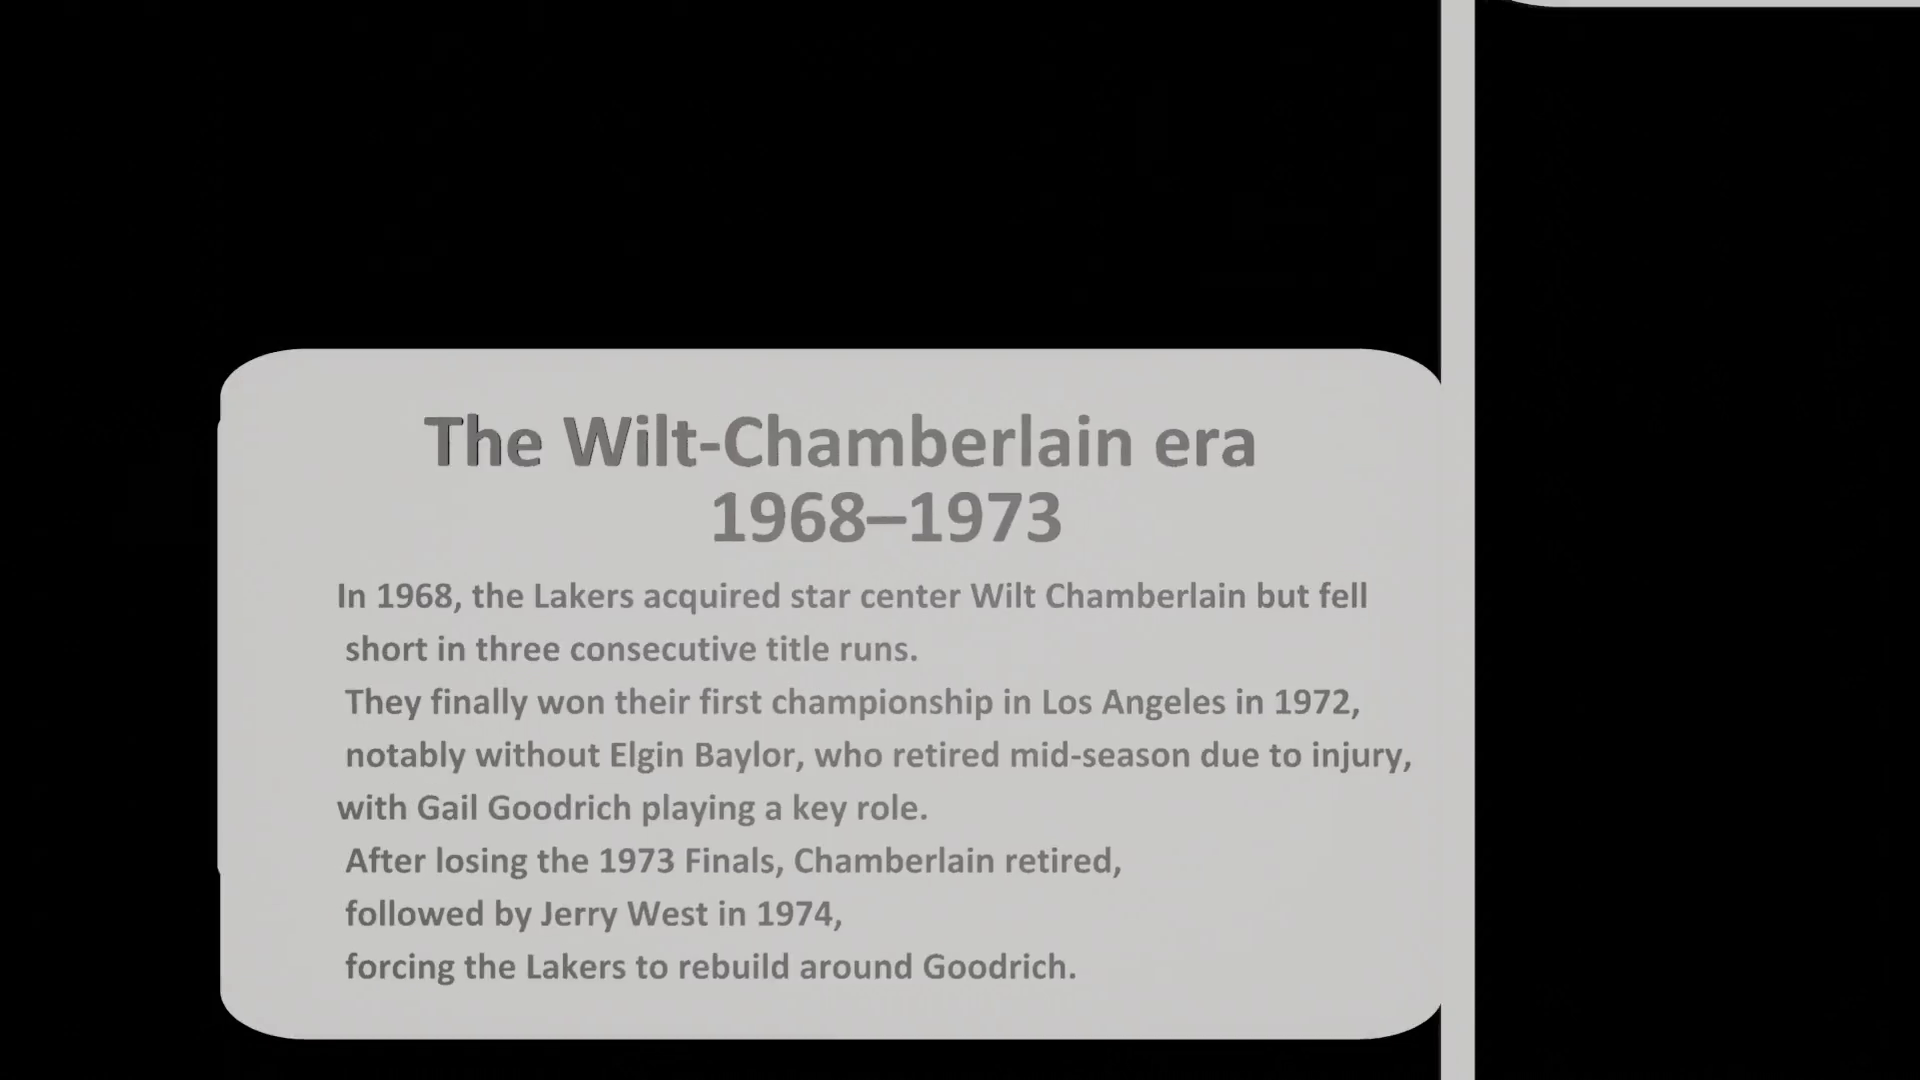 The Wilt-Chamberlain era
1968–1973
In 1968, the Lakers acquired star center Wilt Chamberlain but fell
short in three consecutive title runs.
They finally won their first championship in Los Angeles in 1972,
notably without Elgin Baylor, who retired mid-season due to injury,
with Gail Goodrich playing a key role.
After losing the 1973 Finals, Chamberlain retired,
followed by Jerry West in 1974,
forcing the Lakers to rebuild around Goodrich.